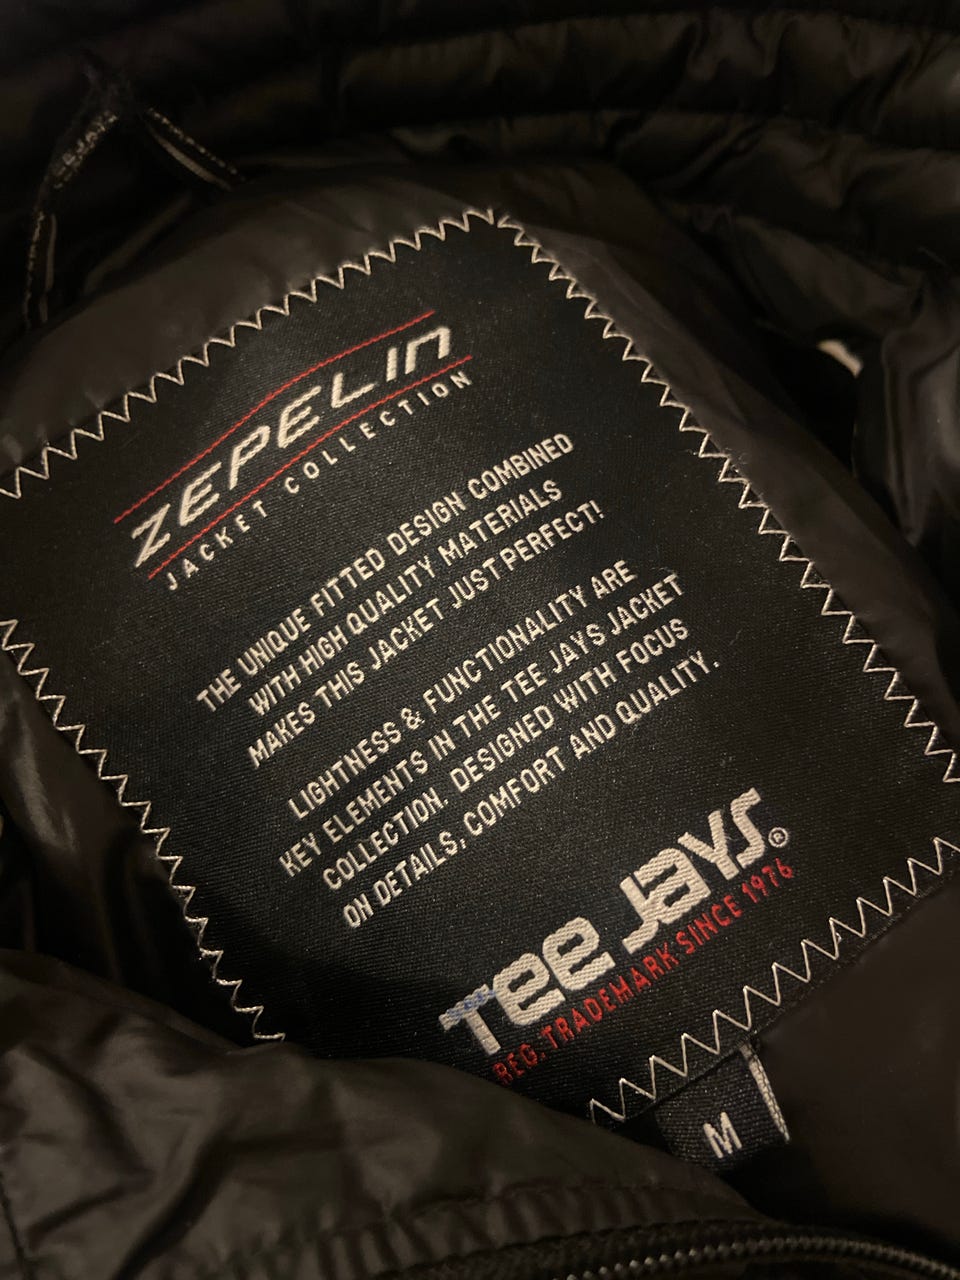 ZEPELIN
JACKET COLLECTION
THE UNIQUE FITTED DESIGN COMBINED
WITH HIGH QUALITY MATERIALS
MAKES THIS JACKET JUST PERFECT!
LIGHTNESS & FUNCTIONALITY ARE
KEY ELEMENTS IN THE TEE JAYS JACKET
COLLECTION. DESIGNED WITH FOCUS
ON DETAILS, COMFORT AND QUALITY.
Tee Jays®
REG. TRADEMARK SINCE 1976
M